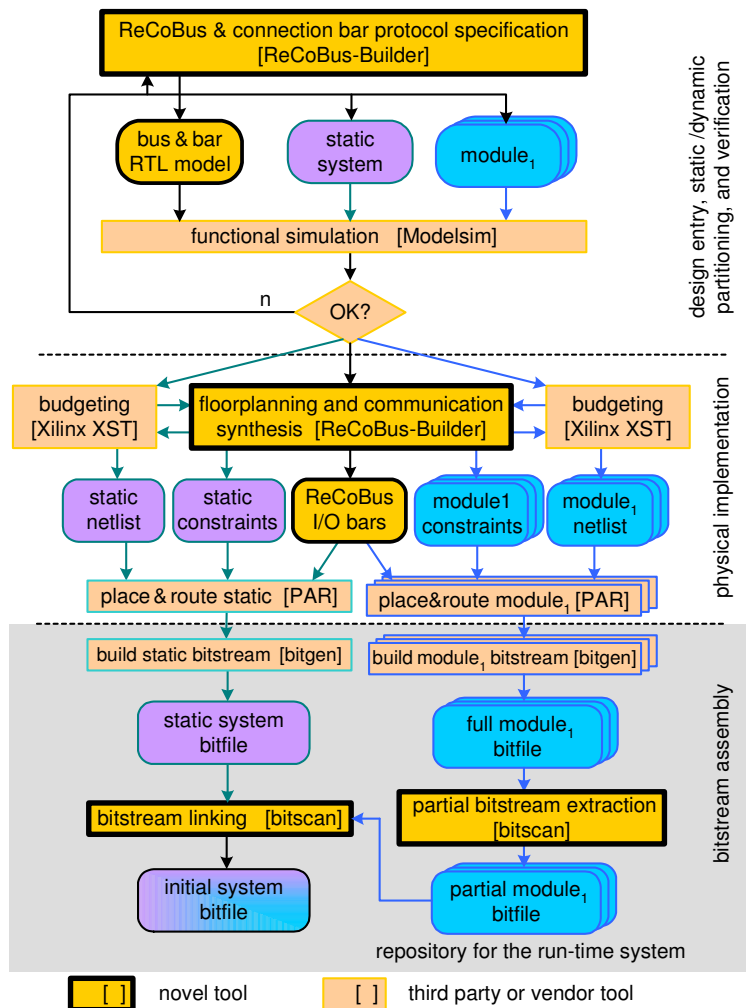 ReCoBus & connection bar protocol specification
[ReCoBus-Builder]
bus & bar
RTL model
static
system
module₁
functional simulation [Modelsim]
n
OK?
design entry, static /dynamic
partitioning, and verification
budgeting
[Xilinx XST]
floorplanning and communication
synthesis [ReCoBus-Builder]
budgeting
[Xilinx XST]
static
netlist
static
constraints
ReCoBus
I/O bars
module1
constraints
module₁
netlist
place & route static [PAR]
place&route module₁ [PAR]
physical implementation
build static bitstream [bitgen]
build module₁ bitstream [bitgen]
static system
bitfile
full module₁
bitfile
bitstream linking [bitscan]
partial bitstream extraction
[bitscan]
initial system
bitfile
partial module₁
bitfile
repository for the run-time system
bitstream assembly
[ ] novel tool
[ ] third party or vendor tool